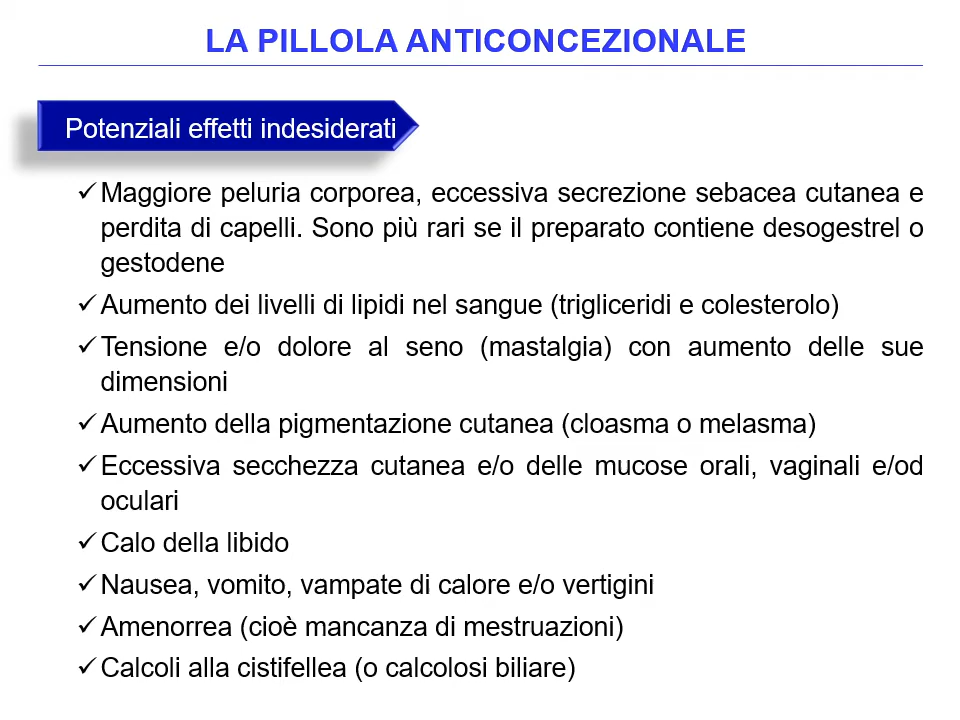 LA PILLOLA ANTICONCEZIONALE
Potenziali effetti indesiderati
✓Maggiore peluria corporea, eccessiva secrezione sebacea cutanea e
perdita di capelli. Sono più rari se il preparato contiene desogestrel o
gestodene
✓Aumento dei livelli di lipidi nel sangue (trigliceridi e colesterolo)
✓Tensione e/o dolore al seno (mastalgia) con aumento delle sue
dimensioni
✓Aumento della pigmentazione cutanea (cloasma o melasma)
✓Eccessiva secchezza cutanea e/o delle mucose orali, vaginali e/od
oculari
✓Calo della libido
✓Nausea, vomito, vampate di calore e/o vertigini
✓Amenorrea (cioè mancanza di mestruazioni)
✓Calcoli alla cistifellea (o calcolosi biliare)